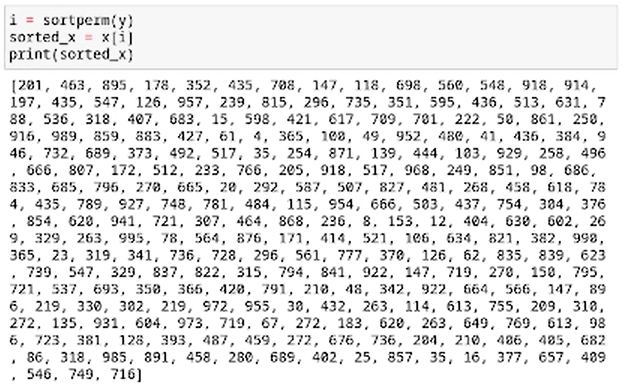 i = sortperm(y)
sorted_x = x[i]
print(sorted_x)
[201, 463, 895, 178, 352, 435, 708, 147, 118, 698, 560, 548, 918, 914,
197, 435, 547, 126, 957, 239, 815, 296, 735, 351, 595, 436, 513, 631, 7
88, 536, 318, 407, 683, 15, 598, 421, 617, 709, 701, 222, 50, 861, 250,
916, 989, 859, 883, 427, 61, 4, 365, 100, 49, 952, 480, 41, 436, 384, 9
46, 732, 689, 373, 492, 517, 35, 254, 871, 139, 444, 103, 929, 258, 496
, 666, 807, 172, 512, 233, 766, 205, 918, 517, 968, 249, 851, 98, 686,
833, 685, 796, 270, 665, 20, 292, 587, 507, 827, 481, 268, 458, 618, 78
4, 435, 789, 927, 748, 781, 484, 115, 954, 666, 503, 437, 754, 304, 376
, 854, 620, 941, 721, 307, 464, 868, 236, 8, 153, 12, 404, 630, 602, 26
9, 329, 263, 995, 78, 564, 876, 171, 414, 521, 106, 634, 821, 382, 990,
365, 23, 319, 341, 736, 728, 296, 561, 777, 370, 126, 62, 835, 839, 623
, 739, 547, 329, 837, 822, 315, 794, 841, 922, 147, 719, 270, 150, 795,
721, 537, 693, 350, 366, 420, 791, 210, 48, 342, 922, 664, 566, 147, 89
6, 219, 330, 302, 219, 972, 955, 30, 432, 263, 114, 613, 755, 209, 310,
272, 135, 931, 604, 973, 719, 67, 272, 183, 620, 263, 649, 769, 613, 98
6, 723, 381, 128, 393, 487, 459, 272, 676, 736, 204, 210, 406, 405, 682
, 86, 318, 985, 891, 458, 280, 689, 402, 25, 857, 35, 16, 377, 657, 409
, 546, 749, 716]